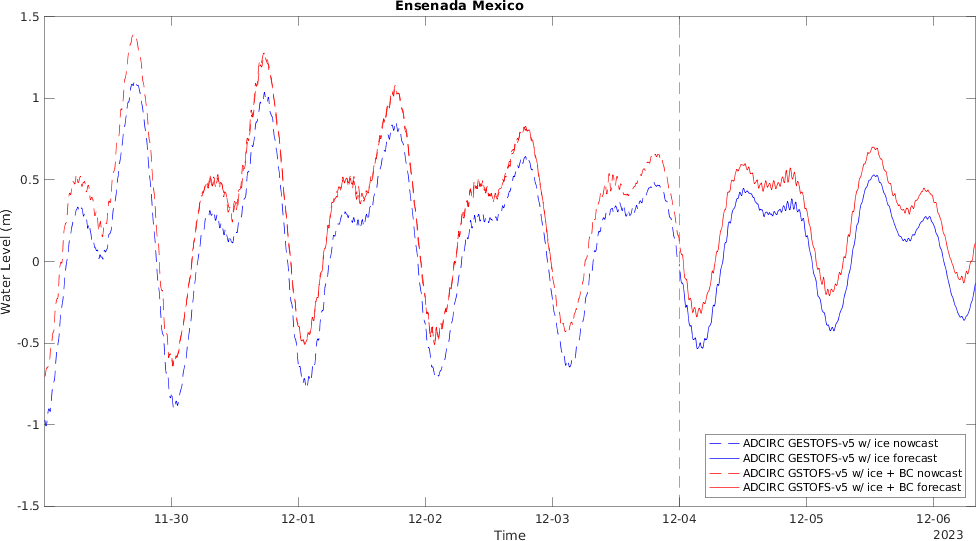 Ensenada Mexico
1.5
1
0.5
0
-0.5
-1
-1.5
Water Level (m)
11-30
12-01
12-02
12-03
12-04
12-05
12-06
Time
2023
ADCIRC GESTOFS-v5 w/ ice nowcast
ADCIRC GESTOFS-v5 w/ ice forecast
ADCIRC GSTOFS-v5 w/ ice + BC nowcast
ADCIRC GSTOFS-v5 w/ ice + BC forecast